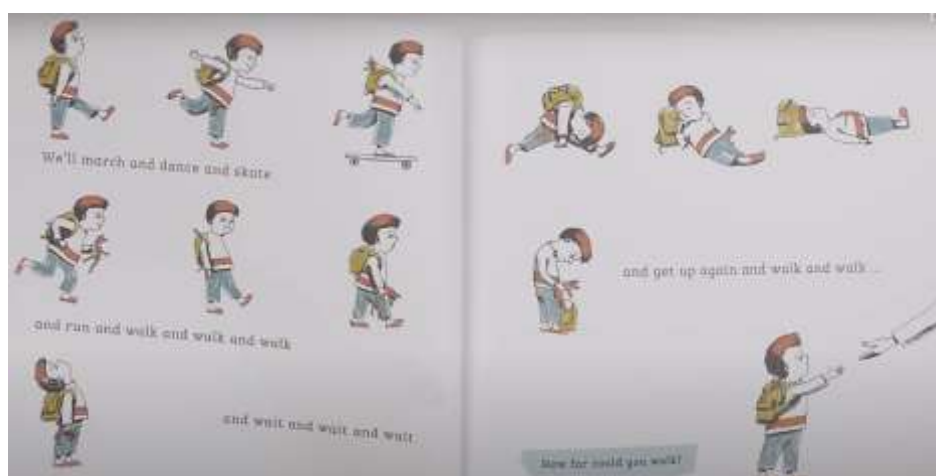 We'll march and dance and skate
and run and walk and walk and walk
and wait and wait and wait
and get up again and walk and walk ...
How far could you walk?